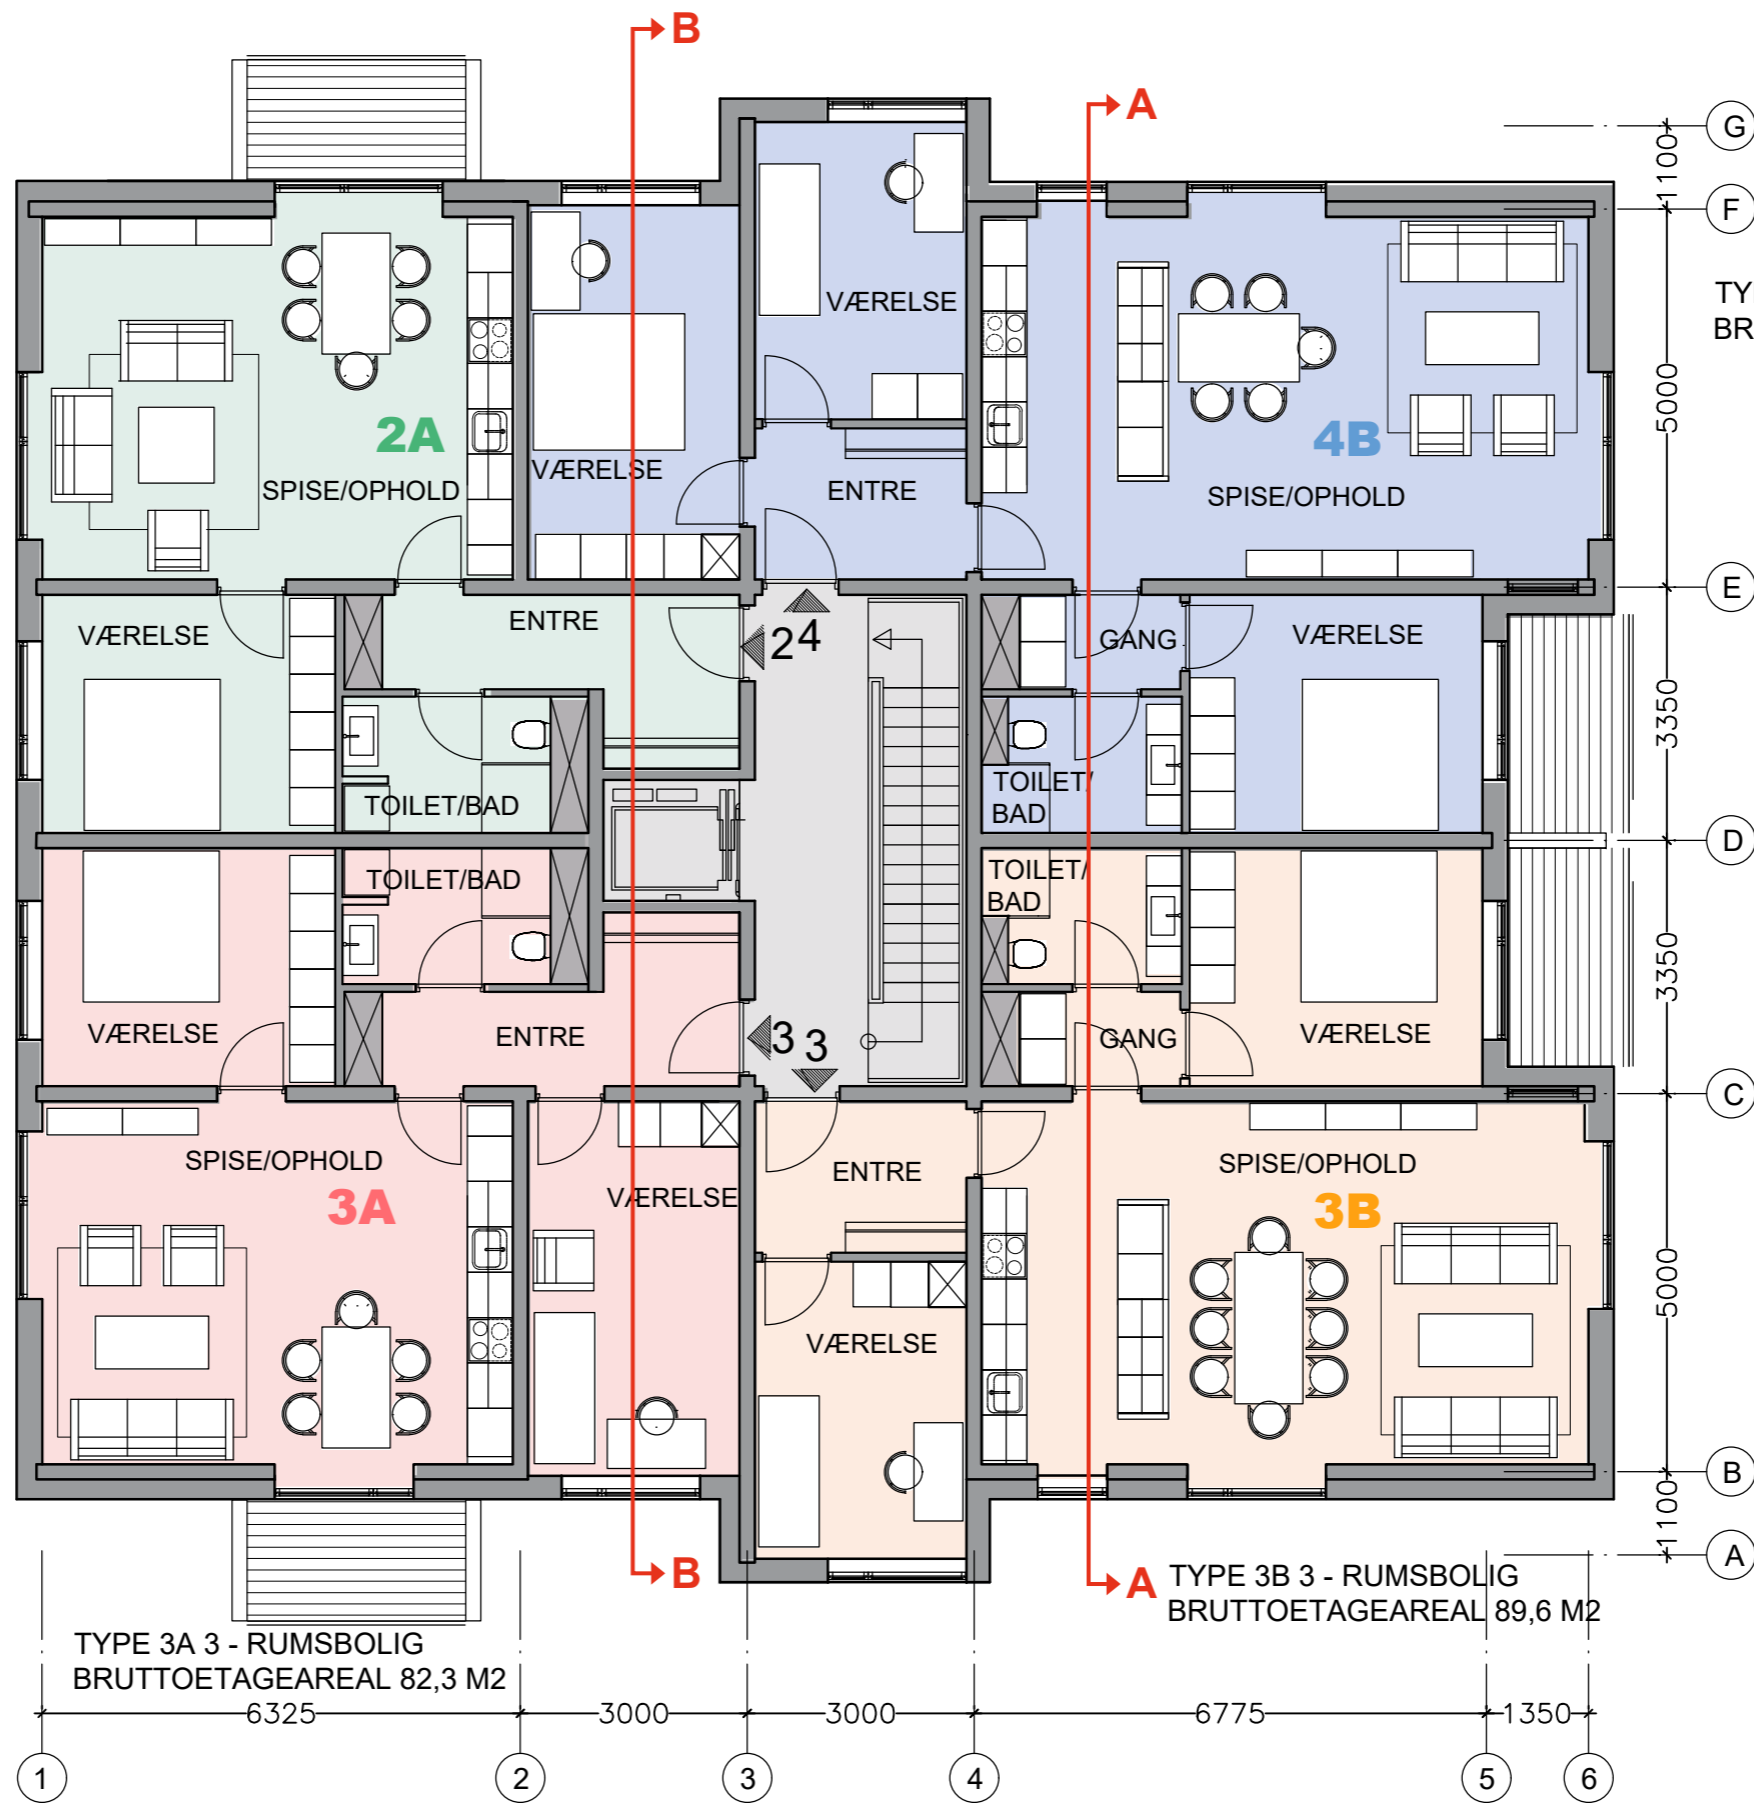 B
A
G
1100
F
VÆRELSE
TY
BR
5000
2A
4B
VÆRELSE
SPISE/OPHOLD
ENTRE
SPISE/OPHOLD
E
VÆRELSE
ENTRE
2 4
GANG
VÆRELSE
3350
TOILET/BAD
TOILET/
BAD
D
TOILET/BAD
TOILET/
BAD
3350
VÆRELSE
ENTRE
3 3
GANG
VÆRELSE
C
SPISE/OPHOLD
VÆRELSE
ENTRE
SPISE/OPHOLD
3A
3B
5000
VÆRELSE
B
1100
A
B
A
TYPE 3B 3 - RUMSBOLIG
BRUTTOETAGEAREAL 89,6 M2
TYPE 3A 3 - RUMSBOLIG
BRUTTOETAGEAREAL 82,3 M2
6325 3000 3000 6775 1350
1 2 3 4 5 6